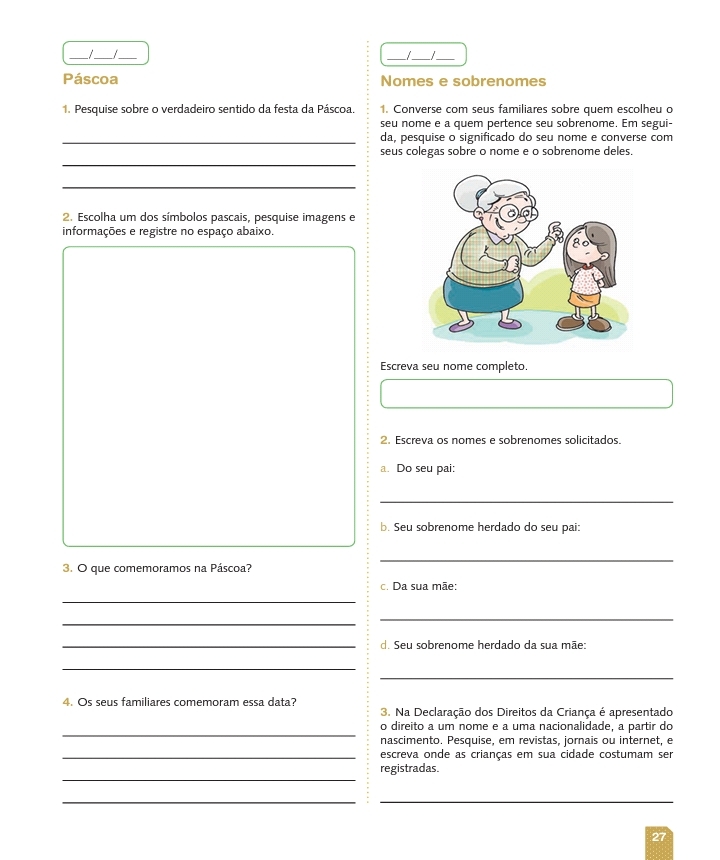 ___/___/___
Páscoa
1. Pesquise sobre o verdadeiro sentido da festa da Páscoa.
2. Escolha um dos símbolos pascais, pesquise imagens e
informações e registre no espaço abaixo.
3. O que comemoramos na Páscoa?
4. Os seus familiares comemoram essa data?
___/___/___
Nomes e sobrenomes
1. Converse com seus familiares sobre quem escolheu o
seu nome e a quem pertence seu sobrenome. Em segui-
da, pesquise o significado do seu nome e converse com
seus colegas sobre o nome e o sobrenome deles.
Escreva seu nome completo.
2. Escreva os nomes e sobrenomes solicitados.
a. Do seu pai:
b. Seu sobrenome herdado do seu pai:
c. Da sua mãe:
d. Seu sobrenome herdado da sua mãe:
3. Na Declaração dos Direitos da Criança é apresentado
o direito a um nome e a uma nacionalidade, a partir do
nascimento. Pesquise, em revistas, jornais ou internet, e
escreva onde as crianças em sua cidade costumam ser
registradas.
27